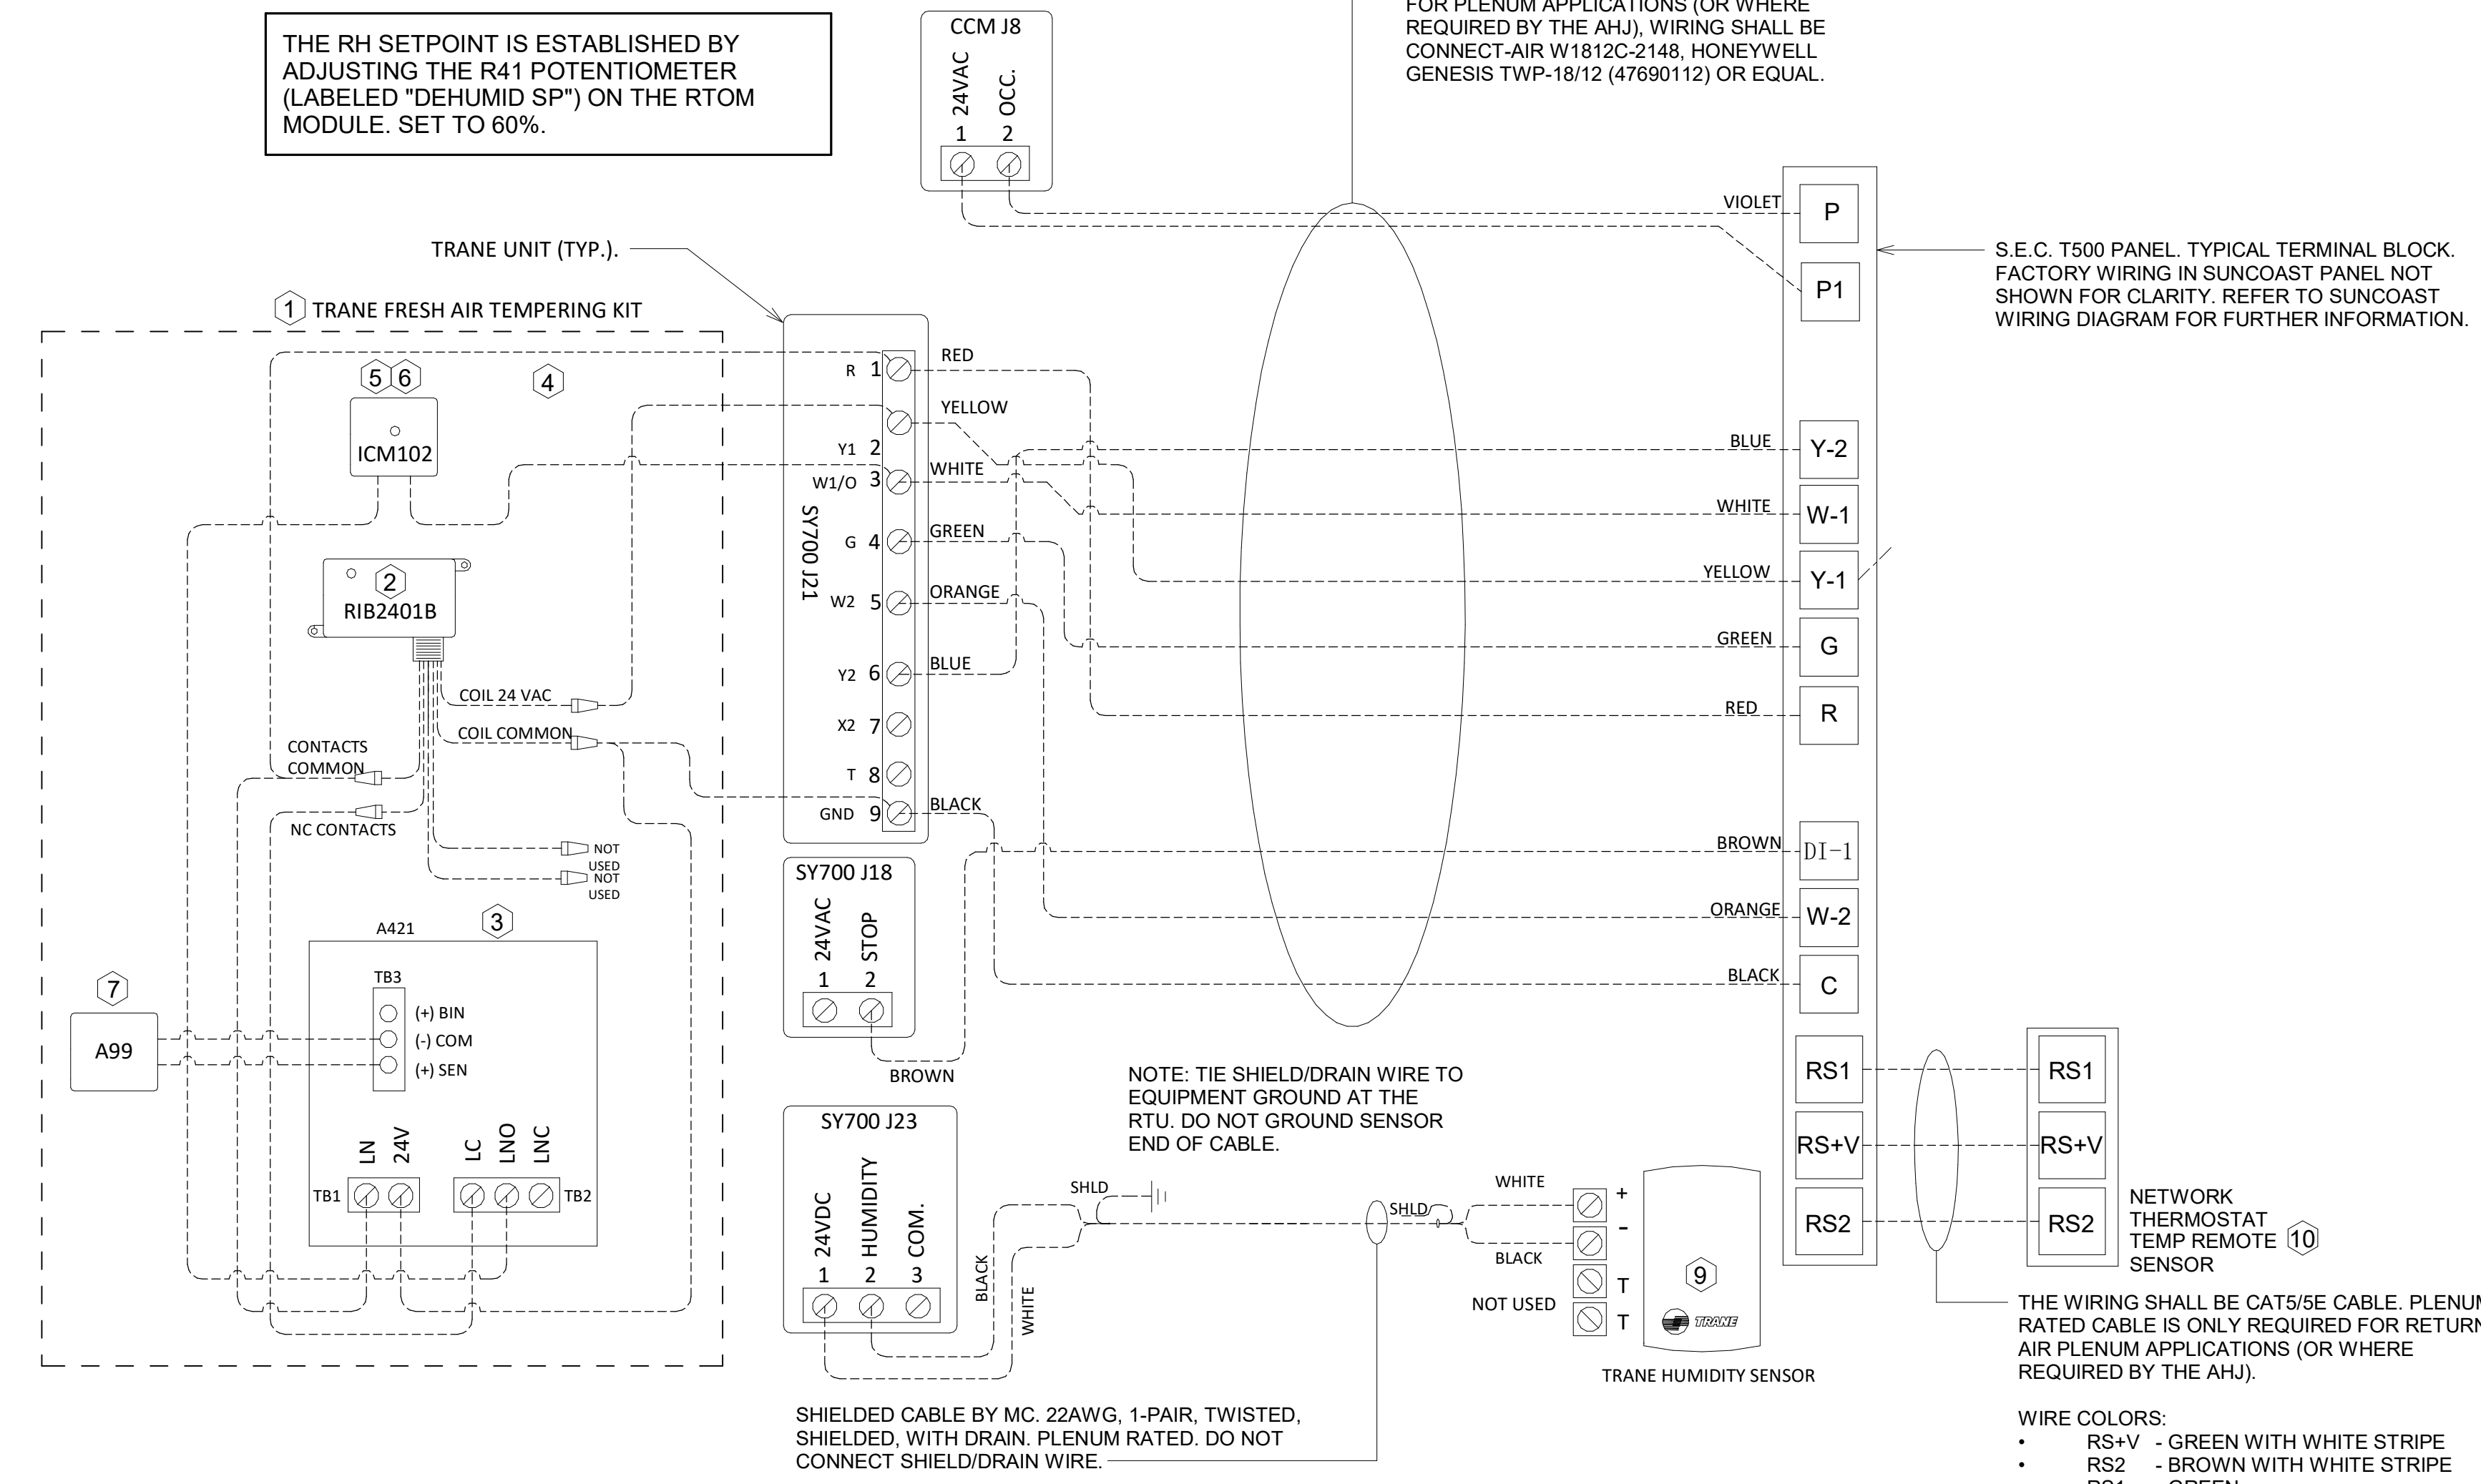 THE RH SETPOINT IS ESTABLISHED BY
ADJUSTING THE R41 POTENTIOMETER
(LABELED "DEHUMID SP") ON THE RTOM
MODULE. SET TO 60%.
CCM J8
24VAC
OCC.
1
2
FOR PLENUM APPLICATIONS (OR WHERE
REQUIRED BY THE AHJ), WIRING SHALL BE
CONNECT-AIR W1812C-2148, HONEYWELL
GENESIS TWP-18/12 (47690112) OR EQUAL.
TRANE UNIT (TYP.).
1 TRANE FRESH AIR TEMPERING KIT
5 6
4
ICM102
2
RIB2401B
COIL 24 VAC
COIL COMMON
CONTACTS
COMMON
NC CONTACTS
NOT
USED
NOT
USED
3
A421
7
A99
TB3
(+) BIN
(-) COM
(+) SEN
LN
24V
LC
LNO
LNC
TB1
TB2
SY700 J21
R 1
Y1 2
W1/O 3
G 4
W2 5
Y2 6
X2 7
T 8
GND 9
RED
YELLOW
WHITE
GREEN
ORANGE
BLUE
BLACK
SY700 J18
24VAC
STOP
1
2
BROWN
SY700 J23
24VDC
HUMIDITY
COM.
1
2
3
BLACK
WHITE
SHLD
NOTE: TIE SHIELD/DRAIN WIRE TO
EQUIPMENT GROUND AT THE
RTU. DO NOT GROUND SENSOR
END OF CABLE.
SHLD
WHITE
BLACK
NOT USED
+
-
T
T
9
TRANE
TRANE HUMIDITY SENSOR
SHIELDED CABLE BY MC. 22AWG, 1-PAIR, TWISTED,
SHIELDED, WITH DRAIN. PLENUM RATED. DO NOT
CONNECT SHIELD/DRAIN WIRE.
VIOLET
P
P1
BLUE
Y-2
WHITE
W-1
YELLOW
Y-1
GREEN
G
RED
R
BROWN
DI-1
ORANGE
W-2
BLACK
C
RS1
RS+V
RS2
RS1
RS+V
RS2
S.E.C. T500 PANEL. TYPICAL TERMINAL BLOCK.
FACTORY WIRING IN SUNCOAST PANEL NOT
SHOWN FOR CLARITY. REFER TO SUNCOAST
WIRING DIAGRAM FOR FURTHER INFORMATION.
NETWORK
THERMOSTAT
TEMP REMOTE 10
SENSOR
THE WIRING SHALL BE CAT5/5E CABLE. PLENUM
RATED CABLE IS ONLY REQUIRED FOR RETURN
AIR PLENUM APPLICATIONS (OR WHERE
REQUIRED BY THE AHJ).
WIRE COLORS:
• RS+V - GREEN WITH WHITE STRIPE
• RS2 - BROWN WITH WHITE STRIPE
RS1 - GREEN